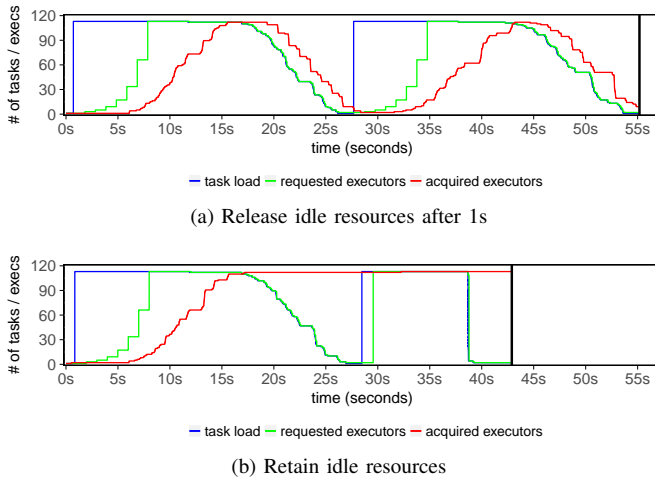 # of tasks / execs
120
90
60
30
0
0s 5s 10s 15s 20s 25s 30s 35s 40s 45s 50s 55s
time (seconds)
task load requested executors acquired executors
(a) Release idle resources after 1s
# of tasks / execs
120
90
60
30
0
0s 5s 10s 15s 20s 25s 30s 35s 40s 45s 50s 55s
time (seconds)
task load requested executors acquired executors
(b) Retain idle resources